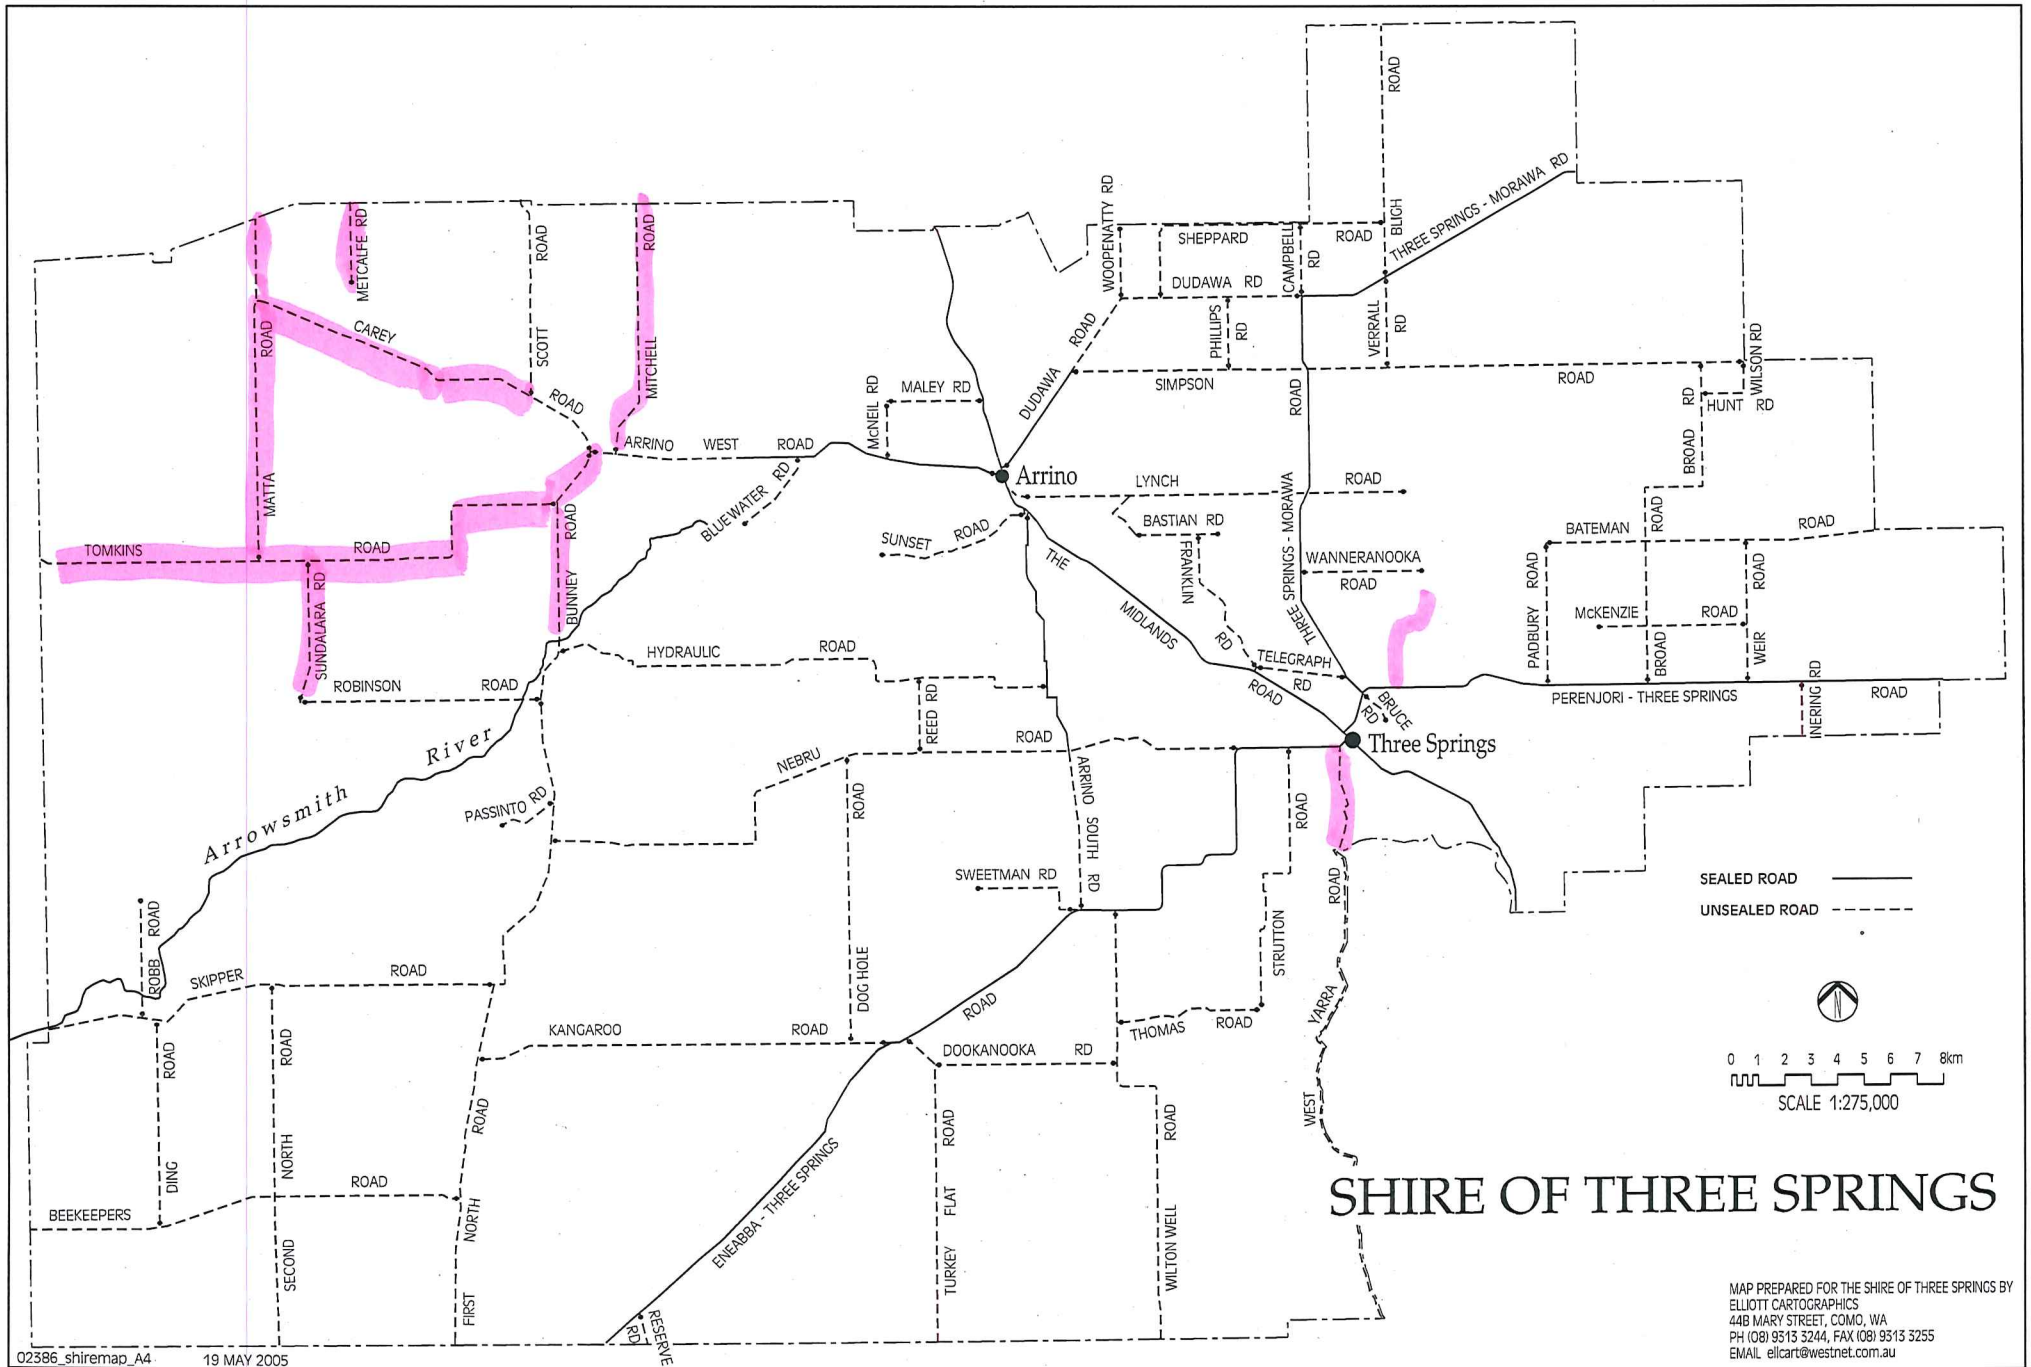 METCALFE RD
SCOTT ROAD
MITCHELL ROAD
CAREY ROAD
MATTA ROAD
TOMKINS ROAD
SUNDALARA RD
BUNNEY ROAD
ROBINSON ROAD
ARRINO WEST ROAD
BLUEWATER RD
McNEIL RD
MALEY RD
Arrino
SUNSET ROAD
DUDAWA ROAD
WOOPENATTY RD
SHEPPARD ROAD
CAMPBELL RD
DUDAWA RD
PHILLIPS RD
BLIGH ROAD
VERRALL RD
THREE SPRINGS - MORAWA RD
SIMPSON ROAD
WILSON RD
HUNT RD
BROAD RD
LYNCH ROAD
BASTIAN RD
FRANKLIN RD
THREE SPRINGS - MORAWA ROAD
WANNERANOOKA
ROAD
BATEMAN ROAD
PADBURY ROAD
McKENZIE ROAD
BROAD ROAD
WEIR ROAD
INERING RD
PERENJORI - THREE SPRINGS ROAD
THE MIDLANDS ROAD
TELEGRAPH
RD
BRUCE RD
Three Springs
HYDRAULIC ROAD
REED RD
NEBRU ROAD
PASSINTO RD
Arrowsmith River
ARRINO SOUTH RD
SWEETMAN RD
DOG HOLE ROAD
STRUTTON ROAD
WEST YARRA ROAD
ROBB ROAD
SKIPPER ROAD
KANGAROO ROAD
THOMAS ROAD
DOOKANOOKA RD
DING ROAD
SECOND NORTH ROAD
FIRST NORTH ROAD
BEEKEEPERS ROAD
ENEABBA - THREE SPRINGS ROAD
TURKEY FLAT ROAD
WILTON WELL ROAD
RESERVE RD
SEALED ROAD
UNSEALED ROAD
N
0 1 2 3 4 5 6 7 8km
SCALE 1:275,000
SHIRE OF THREE SPRINGS
MAP PREPARED FOR THE SHIRE OF THREE SPRINGS BY
ELLIOTT CARTOGRAPHICS
44B MARY STREET, COMO, WA
PH (08) 9313 3244, FAX (08) 9313 3255
EMAIL ellcart@westnet.com.au
02386_shiremap_A4 19 MAY 2005